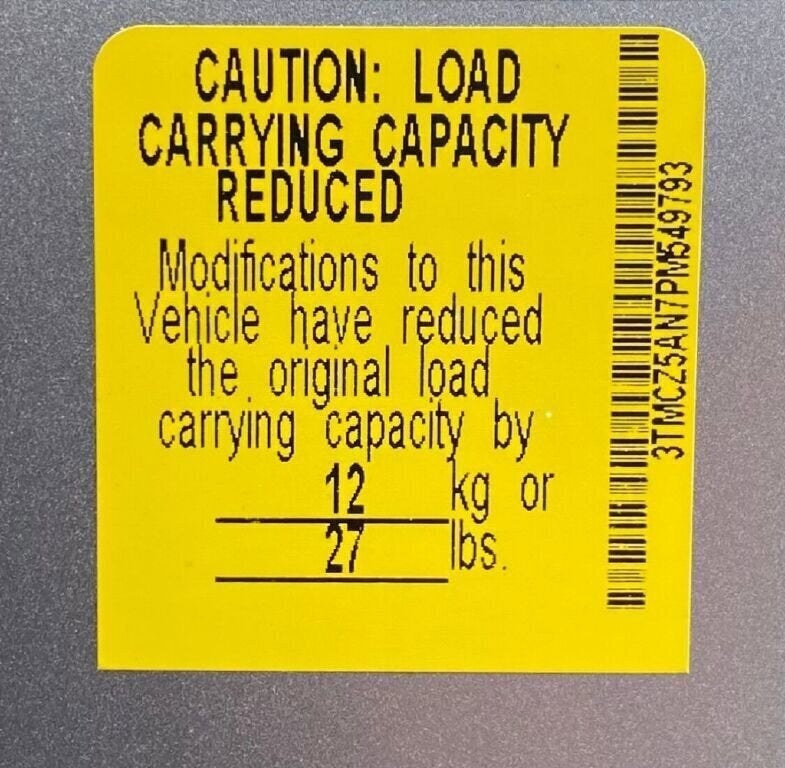 CAUTION: LOAD
CARRYING CAPACITY
REDUCED
Modifications to this
Vehicle have reduced
the original load
carrying capacity by
12 kg or
27 lbs.
3TMCZ5AN7PM549793